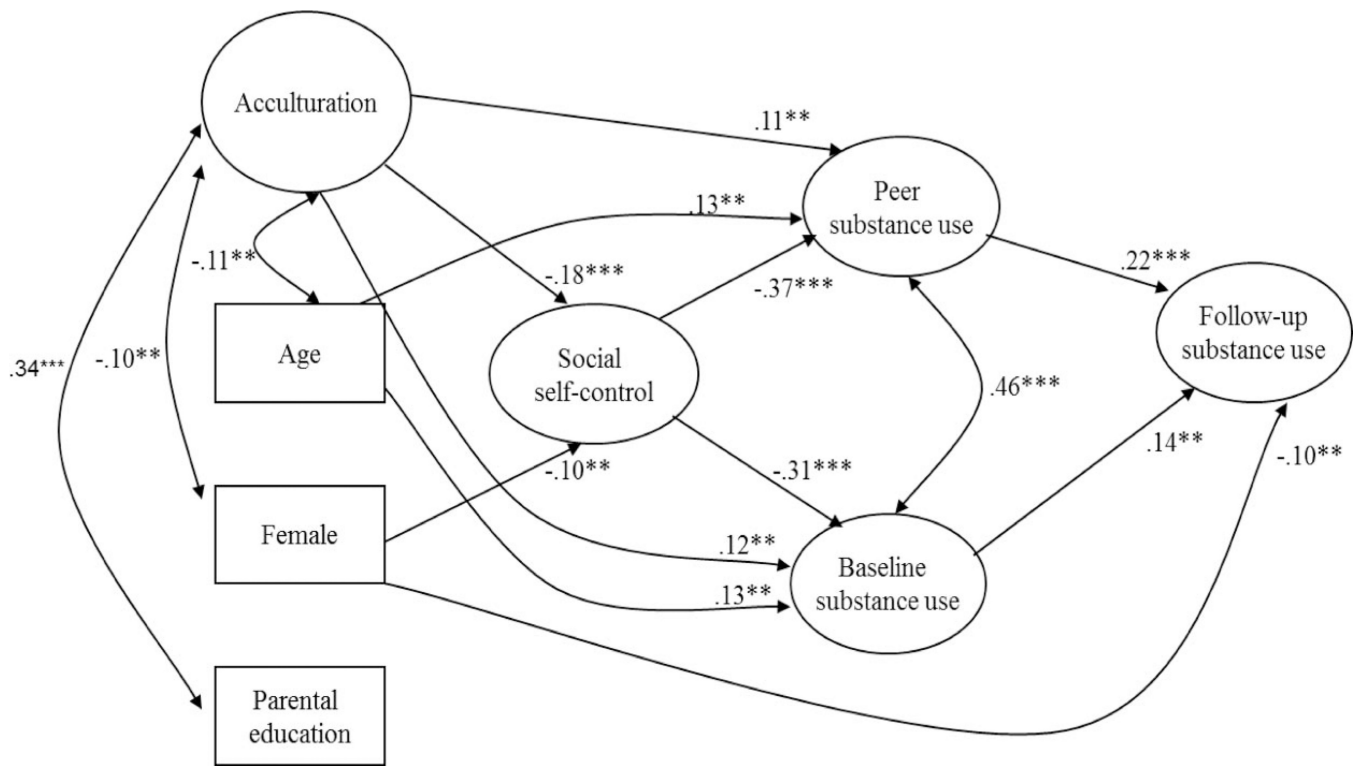 Acculturation
.11**
Peer
substance use
.13**
-.11**
-.18***
-.37***
.22***
Follow-up
substance use
Age
Social
self-control
.34***
-.10**
.46***
.14**
-.10**
-.10**
-.31***
Female
.12**
Baseline
substance use
.13**
Parental
education